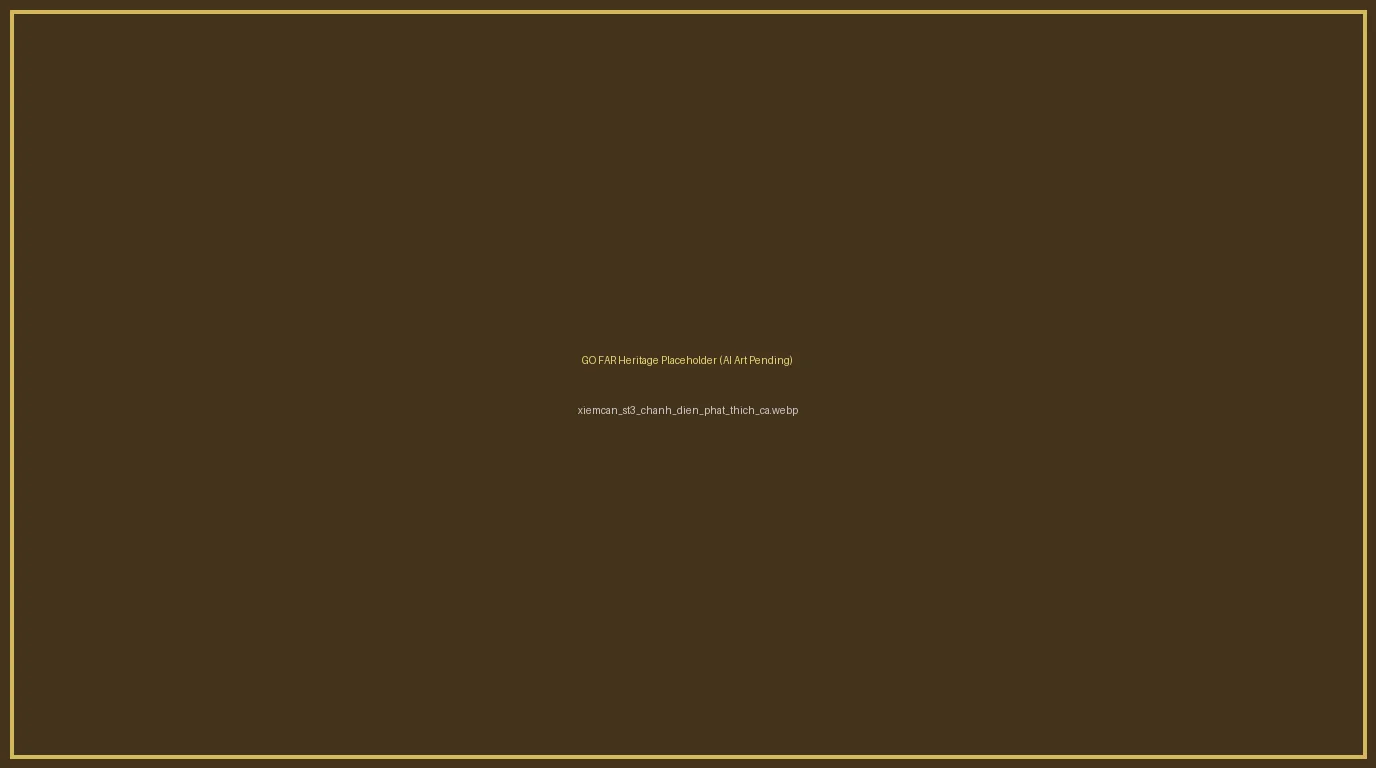 GO FAR Heritage Placeholder (AI Art Pending)
xiemcan_st3_chanh_dien_phat_thich_ca.webp